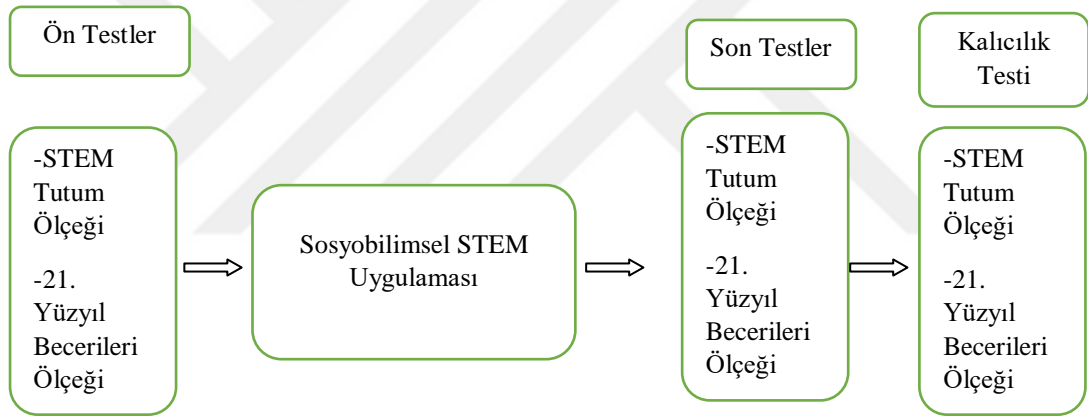 Ön Testler
Son Testler
Kalıcılık
Testi
-STEM
Tutum
Ölçeği
-21.
Yüzyıl
Becerileri
Ölçeği
Sosyobilimsel STEM
Uygulaması
-STEM
Tutum
Ölçeği
-21.
Yüzyıl
Becerileri
Ölçeği
-STEM
Tutum
Ölçeği
-21.
Yüzyıl
Becerileri
Ölçeği